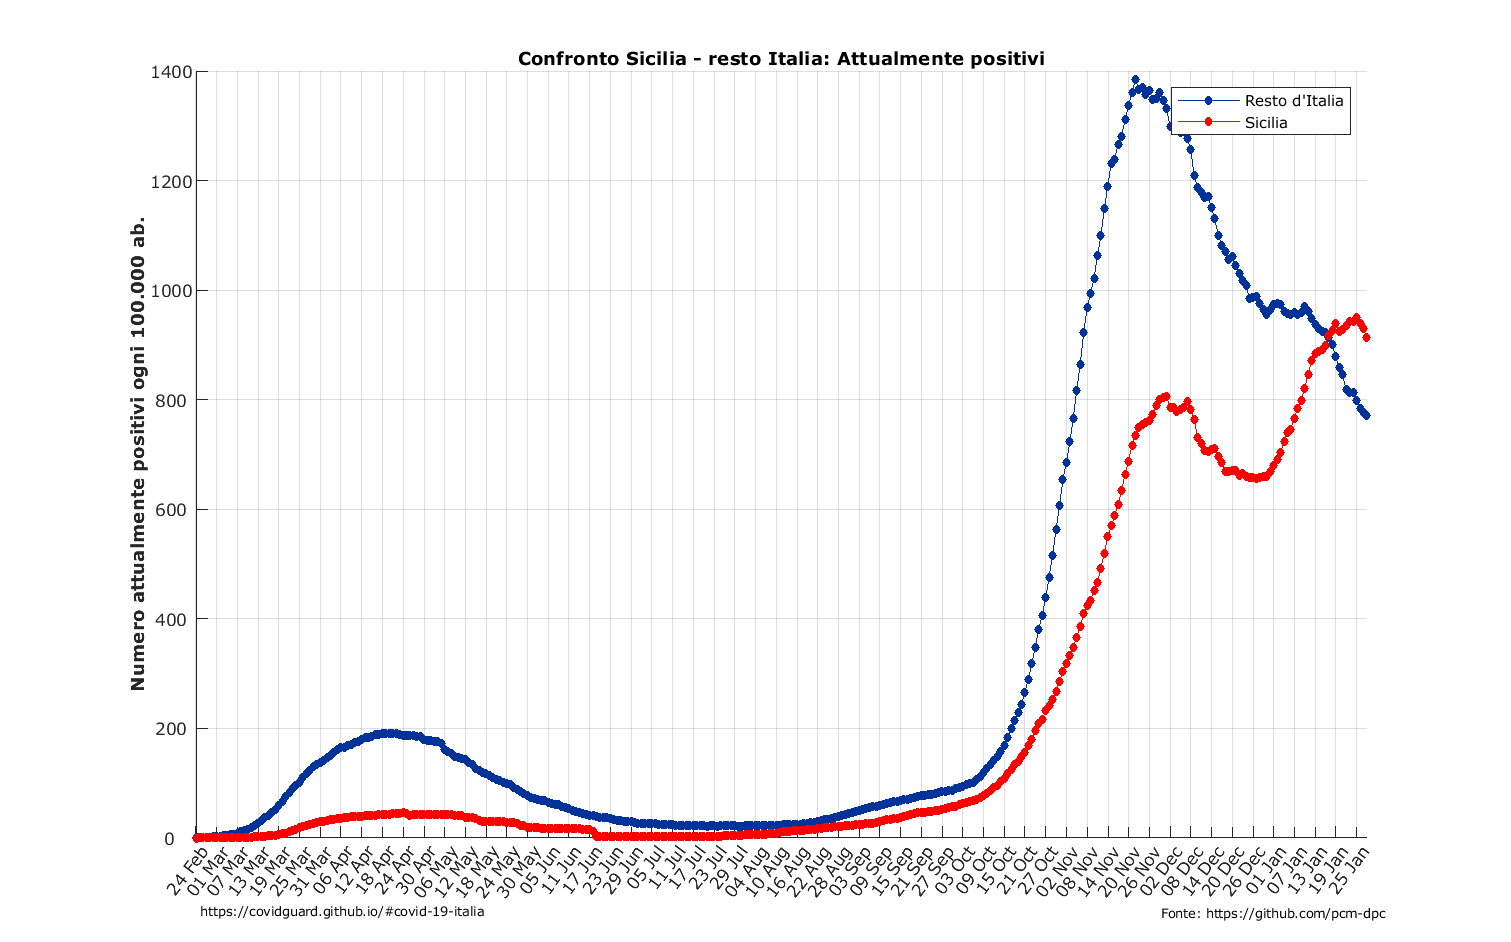 Confronto Sicilia - resto Italia: Attualmente positivi
Resto d'Italia
Sicilia
Numero attualmente positivi ogni 100.000 ab.
1400
1200
1000
800
600
400
200
0
24 Feb
01 Mar
07 Mar
13 Mar
19 Mar
25 Mar
31 Mar
06 Apr
12 Apr
18 Apr
24 Apr
30 Apr
06 May
12 May
18 May
24 May
30 May
05 Jun
11 Jun
17 Jun
23 Jun
29 Jun
05 Jul
11 Jul
17 Jul
23 Jul
29 Jul
04 Aug
10 Aug
16 Aug
22 Aug
28 Aug
03 Sep
09 Sep
15 Sep
21 Sep
27 Sep
03 Oct
09 Oct
15 Oct
21 Oct
27 Oct
02 Nov
08 Nov
14 Nov
20 Nov
26 Nov
02 Dec
08 Dec
14 Dec
20 Dec
26 Dec
01 Jan
07 Jan
13 Jan
19 Jan
25 Jan
https://covidguard.github.io/#covid-19-italia
Fonte: https://github.com/pcm-dpc